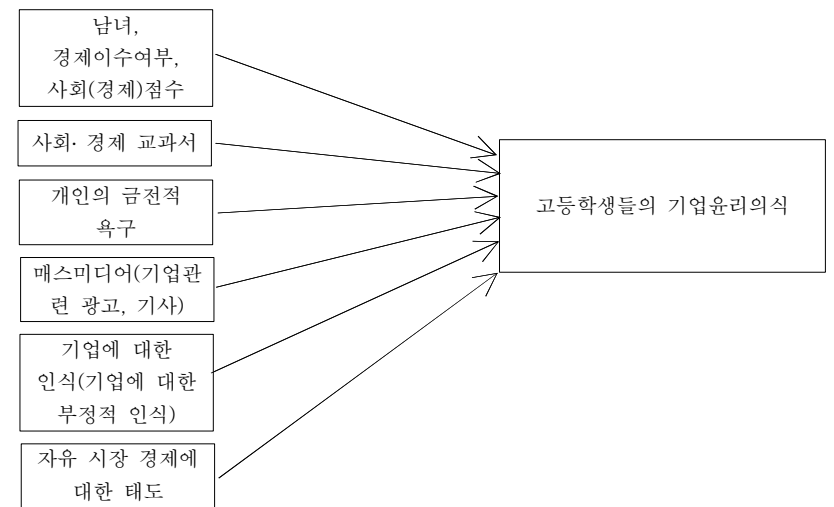 남녀,
경제이수여부,
사회(경제)점수
사회· 경제 교과서
개인의 금전적
욕구
매스미디어(기업관
련 광고, 기사)
기업에 대한
인식(기업에 대한
부정적 인식)
자유 시장 경제에
대한 태도
고등학생들의 기업윤리의식